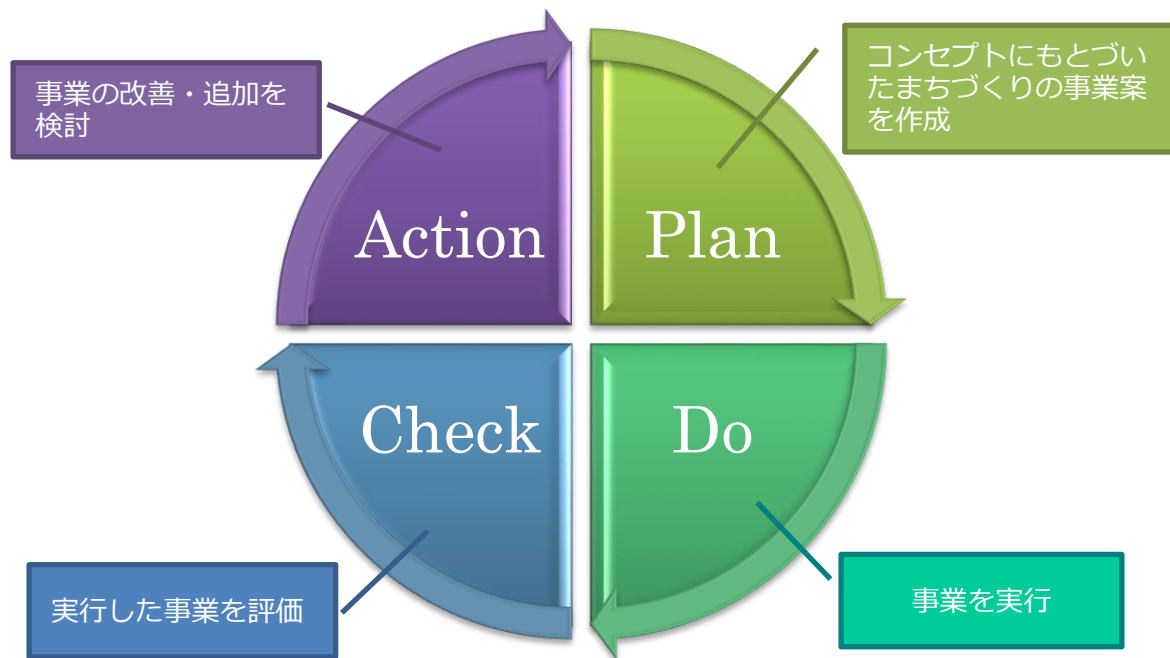 事業の改善・追加を
検討
コンセプトにもとづい
たまちづくりの事業案
を作成
Action
Plan
Check
Do
実行した事業を評価
事業を実行